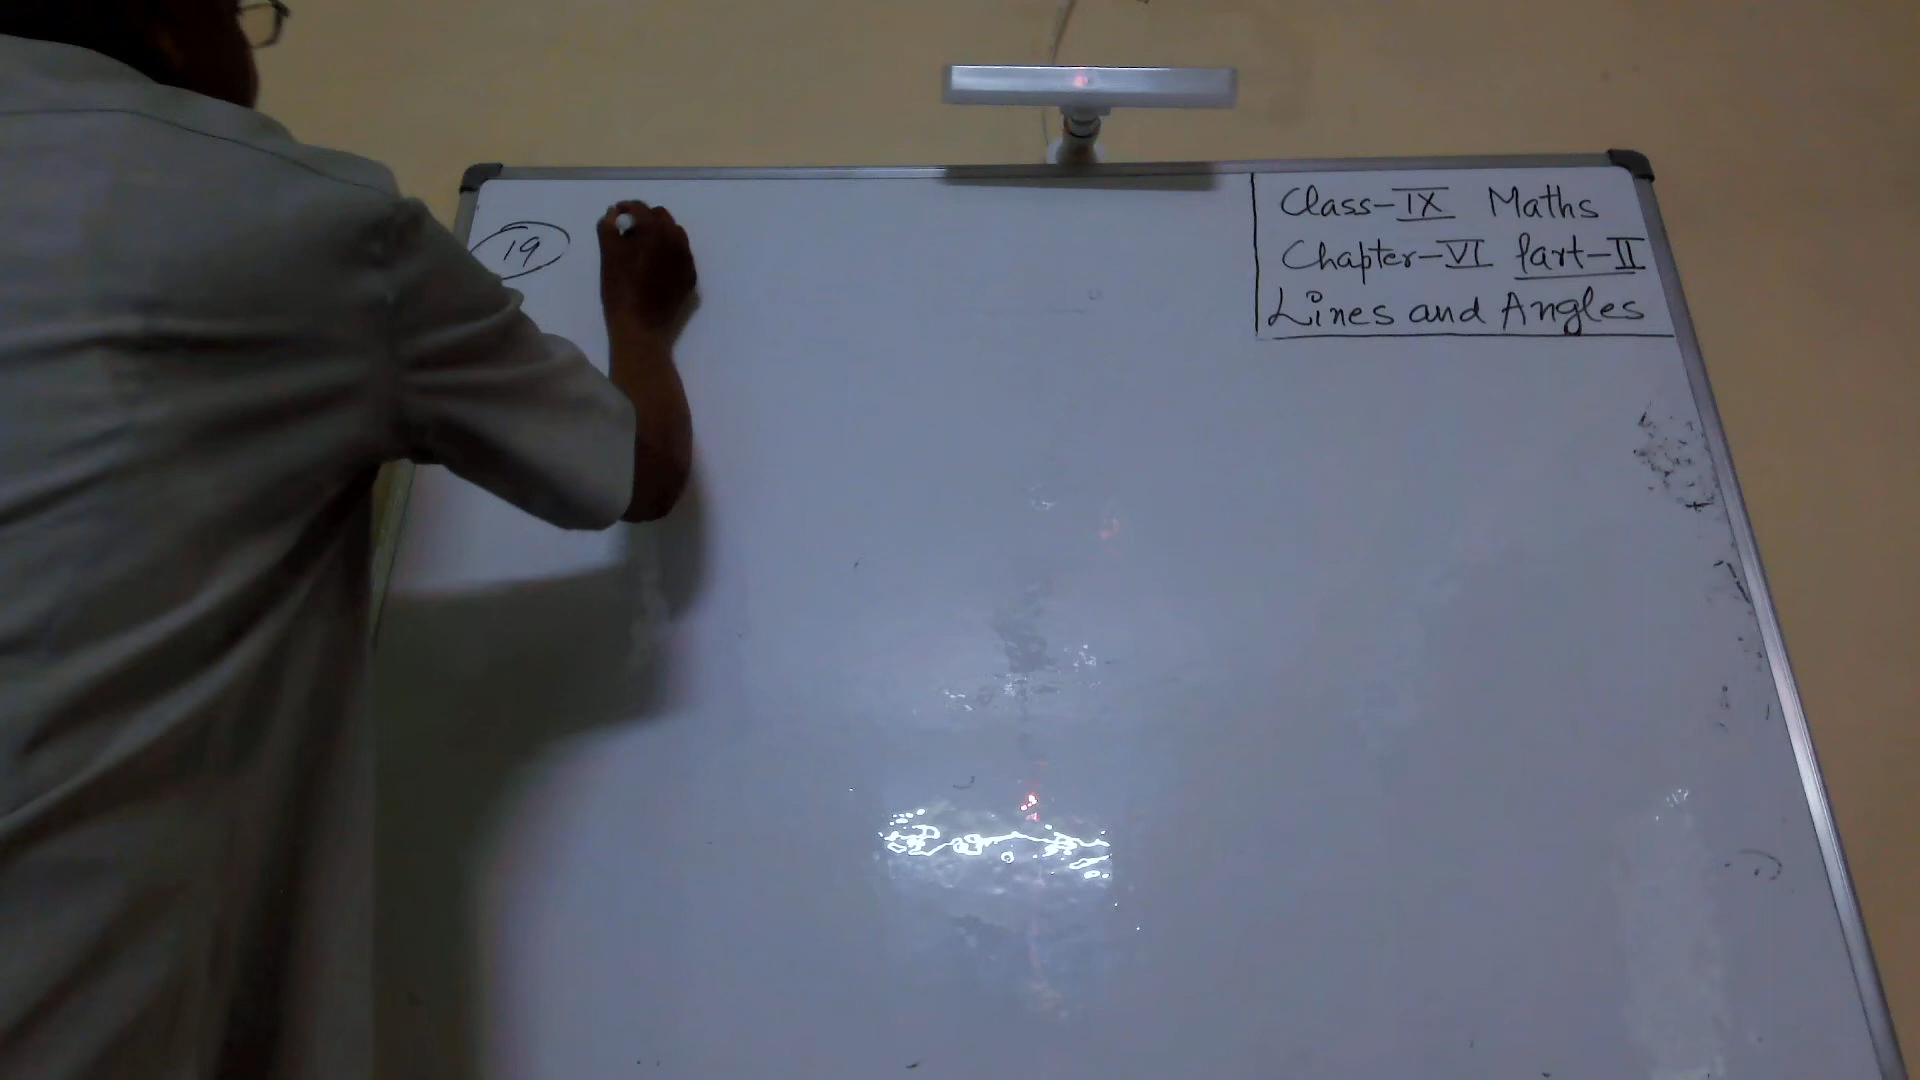 19
Class-IX Maths
Chapter-VI Part-II
Lines and Angles